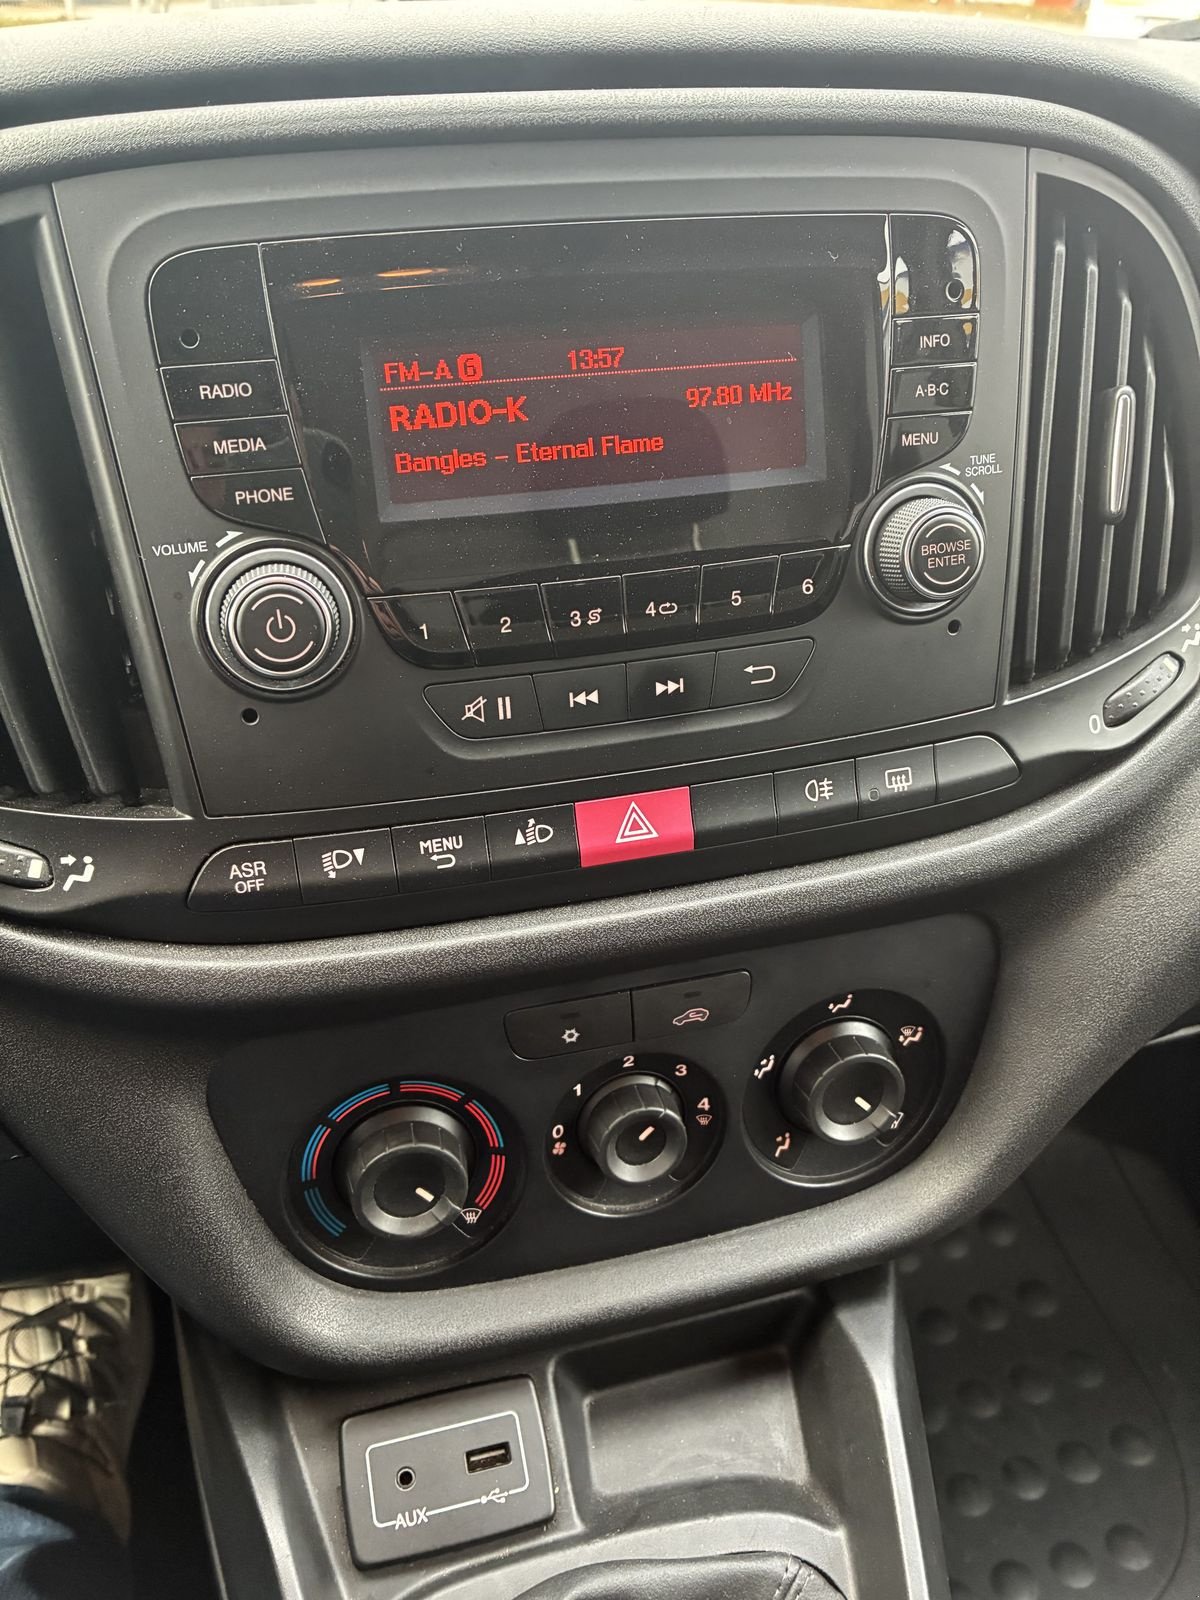 FM-A 6 13:57
RADIO-K 97.80 MHz
Bangles - Eternal Flame
RADIO
MEDIA
PHONE
VOLUME
INFO
A·B·C
MENU
TUNE
SCROLL
BROWSE
ENTER
1 2 3 4 5 6
0
ASR
OFF
MENU
0 1 2 3 4
AUX